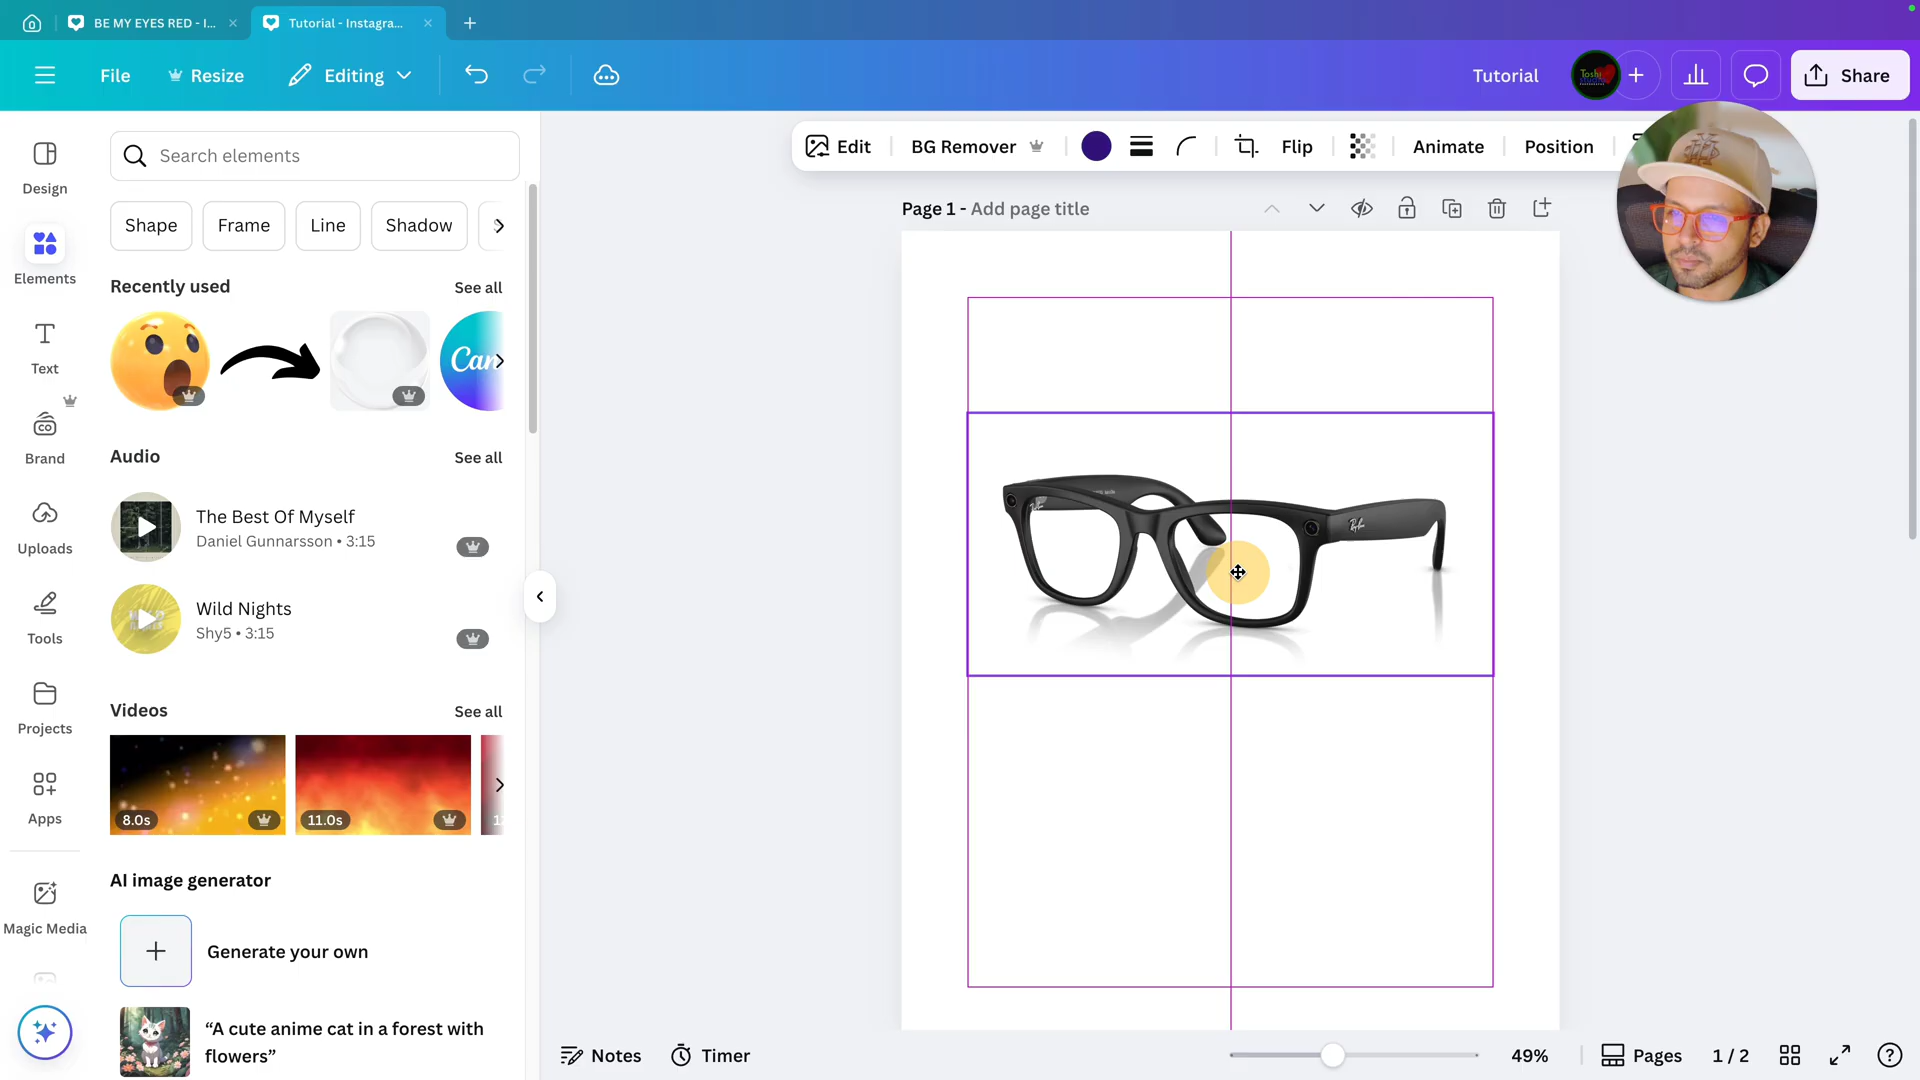 BE MY EYES RED - I...
Tutorial - Instagra...
File
Resize
Editing
Tutorial
Share
Design
Elements
Text
Brand
Uploads
Tools
Projects
Apps
Magic Media
Search elements
Shape
Frame
Line
Shadow
Recently used
See all
Audio
See all
The Best Of Myself
Daniel Gunnarsson • 3:15
Wild Nights
Shy5 • 3:15
Videos
See all
8.0s
11.0s
AI image generator
Generate your own
“A cute anime cat in a forest with
flowers”
Edit
BG Remover
Flip
Animate
Position
Page 1 - Add page title
Ray-Ban
Notes
Timer
49%
Pages
1 / 2